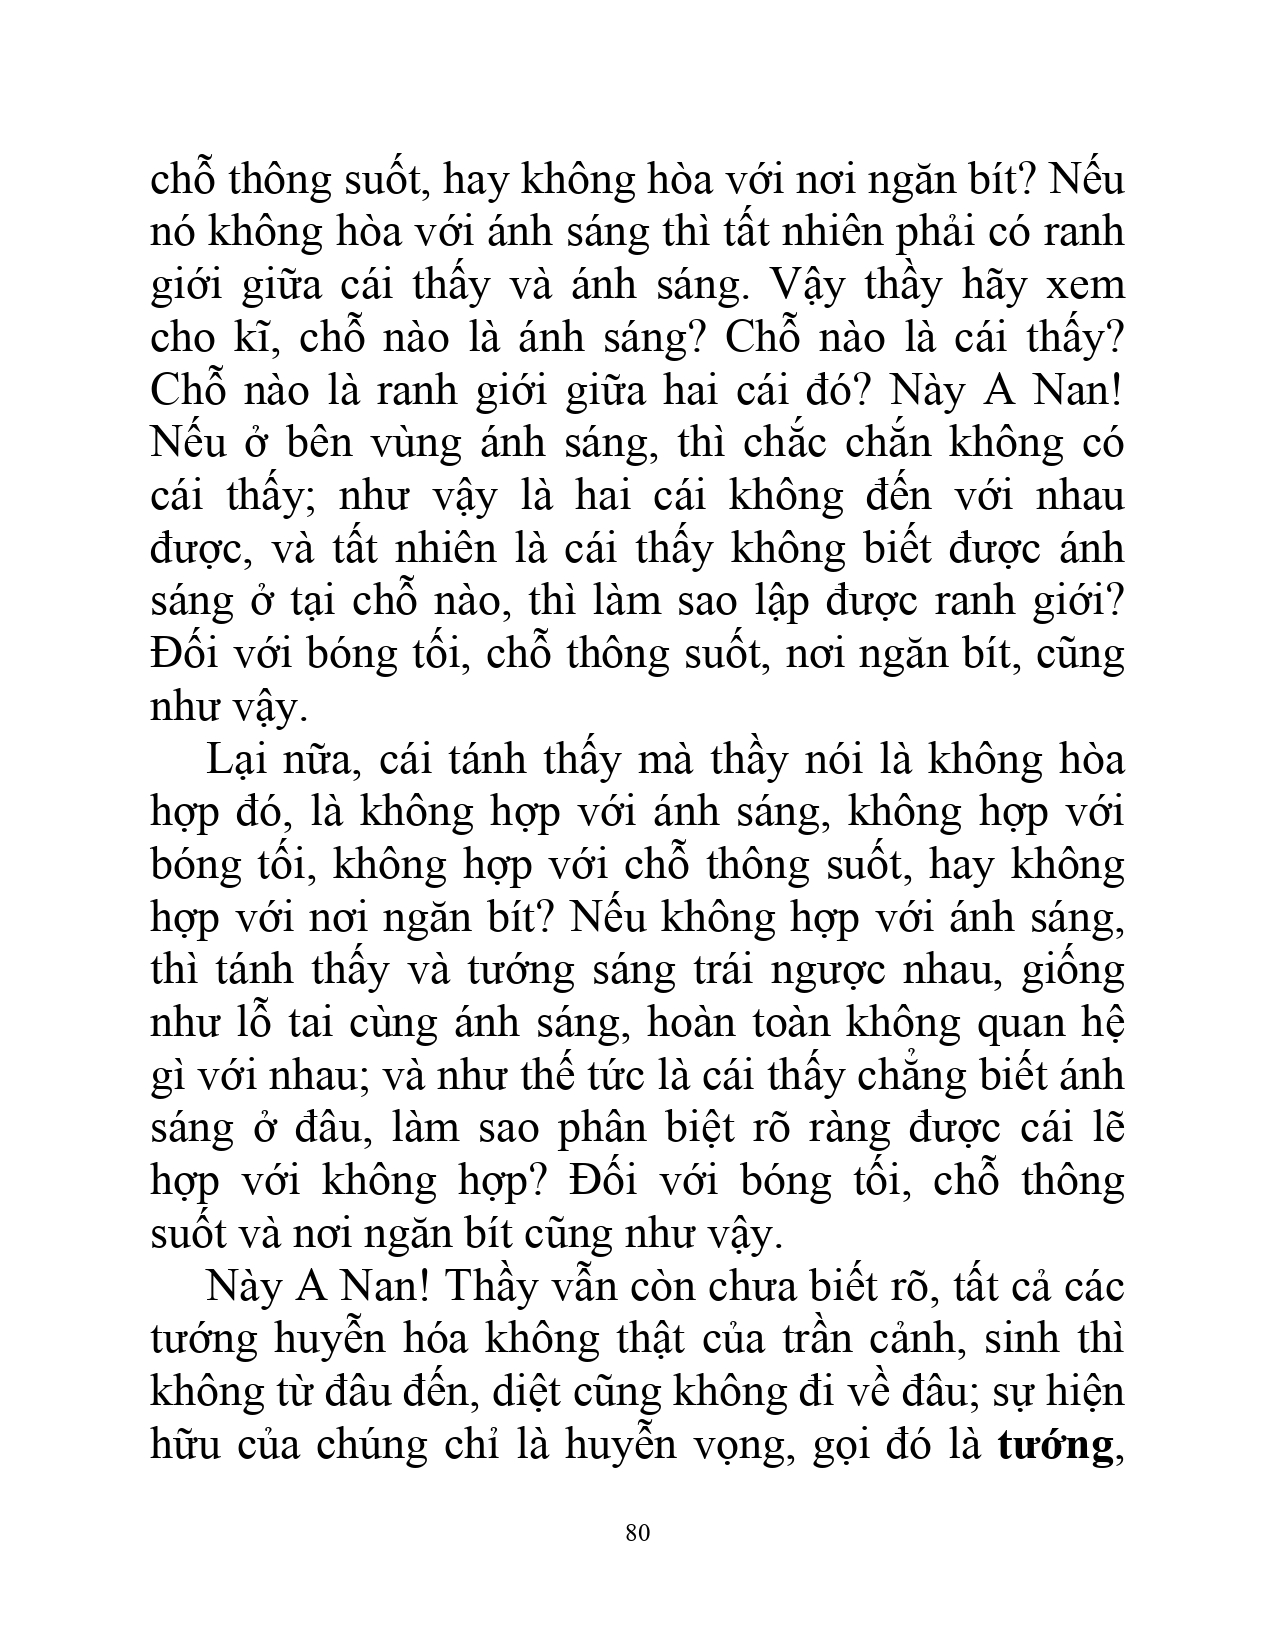 chỗ thông suốt, hay không hòa với nơi ngăn bít? Nếu
nó không hòa với ánh sáng thì tất nhiên phải có ranh
giới giữa cái thấy và ánh sáng. Vậy thầy hãy xem
cho kĩ, chỗ nào là ánh sáng? Chỗ nào là cái thấy?
Chỗ nào là ranh giới giữa hai cái đó? Này A Nan!
Nếu ở bên vùng ánh sáng, thì chắc chắn không có
cái thấy; như vậy là hai cái không đến với nhau
được, và tất nhiên là cái thấy không biết được ánh
sáng ở tại chỗ nào, thì làm sao lập được ranh giới?
Đối với bóng tối, chỗ thông suốt, nơi ngăn bít, cũng
như vậy.
Lại nữa, cái tánh thấy mà thầy nói là không hòa
hợp đó, là không hợp với ánh sáng, không hợp với
bóng tối, không hợp với chỗ thông suốt, hay không
hợp với nơi ngăn bít? Nếu không hợp với ánh sáng,
thì tánh thấy và tướng sáng trái ngược nhau, giống
như lỗ tai cùng ánh sáng, hoàn toàn không quan hệ
gì với nhau; và như thế tức là cái thấy chẳng biết ánh
sáng ở đâu, làm sao phân biệt rõ ràng được cái lẽ
hợp với không hợp? Đối với bóng tối, chỗ thông
suốt và nơi ngăn bít cũng như vậy.
Này A Nan! Thầy vẫn còn chưa biết rõ, tất cả các
tướng huyễn hóa không thật của trần cảnh, sinh thì
không từ đâu đến, diệt cũng không đi về đâu; sự hiện
hữu của chúng chỉ là huyễn vọng, gọi đó là tướng,
80